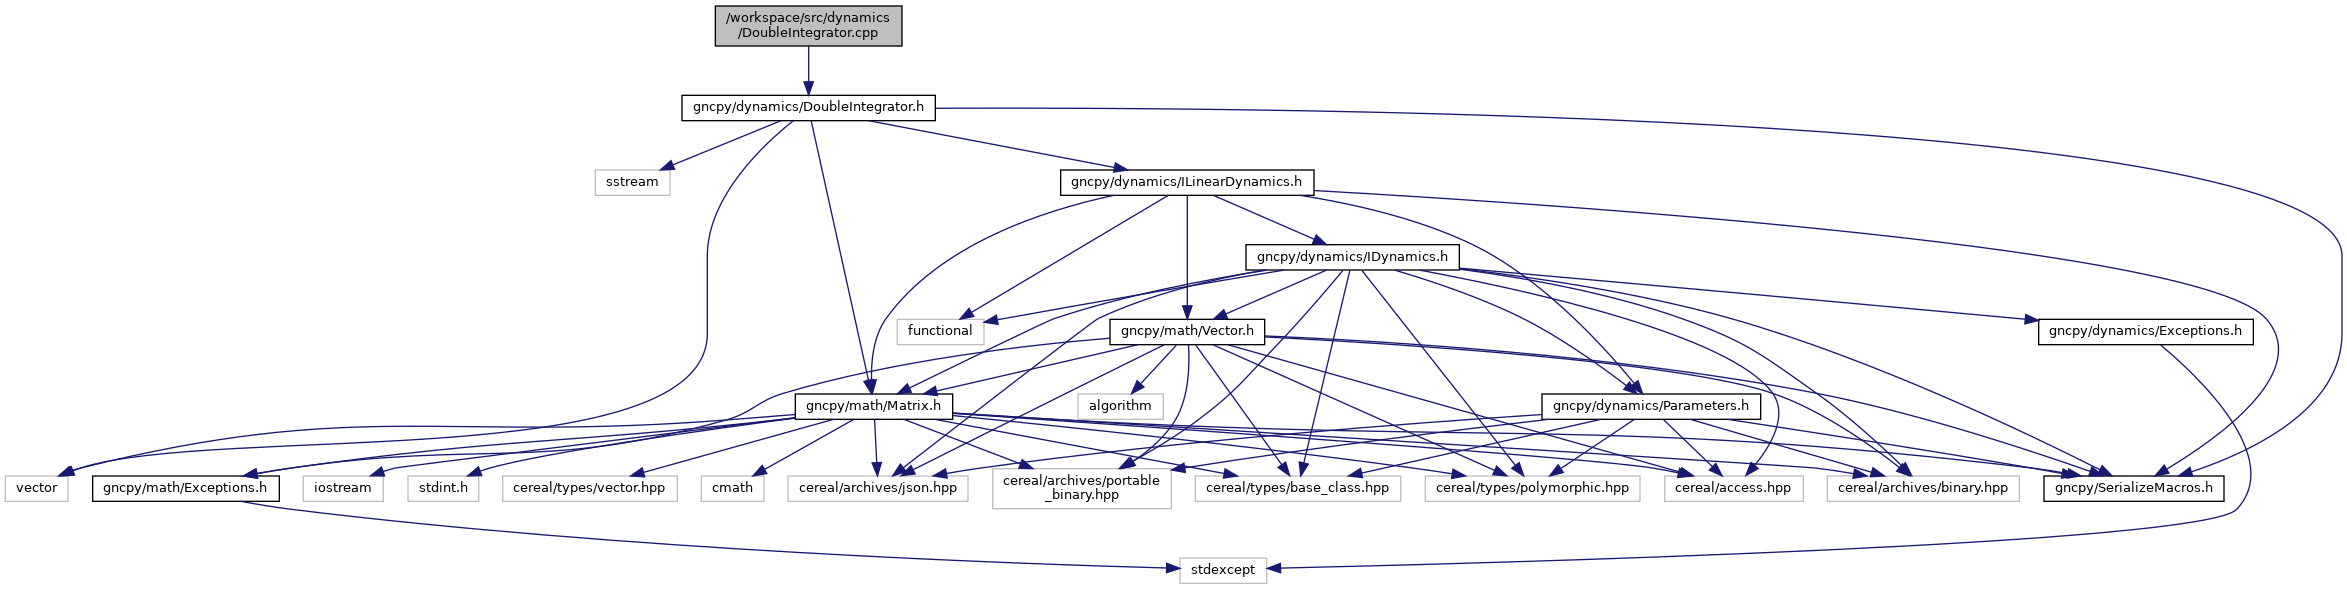 /workspace/src/dynamics
/DoubleIntegrator.cpp
gncpy/dynamics/DoubleIntegrator.h
sstream
gncpy/dynamics/ILinearDynamics.h
gncpy/dynamics/IDynamics.h
functional
gncpy/math/Vector.h
gncpy/dynamics/Exceptions.h
gncpy/math/Matrix.h
algorithm
gncpy/dynamics/Parameters.h
vector
gncpy/math/Exceptions.h
iostream
stdint.h
cereal/types/vector.hpp
cmath
cereal/archives/json.hpp
cereal/archives/portable
_binary.hpp
cereal/types/base_class.hpp
cereal/types/polymorphic.hpp
cereal/access.hpp
cereal/archives/binary.hpp
gncpy/SerializeMacros.h
stdexcept